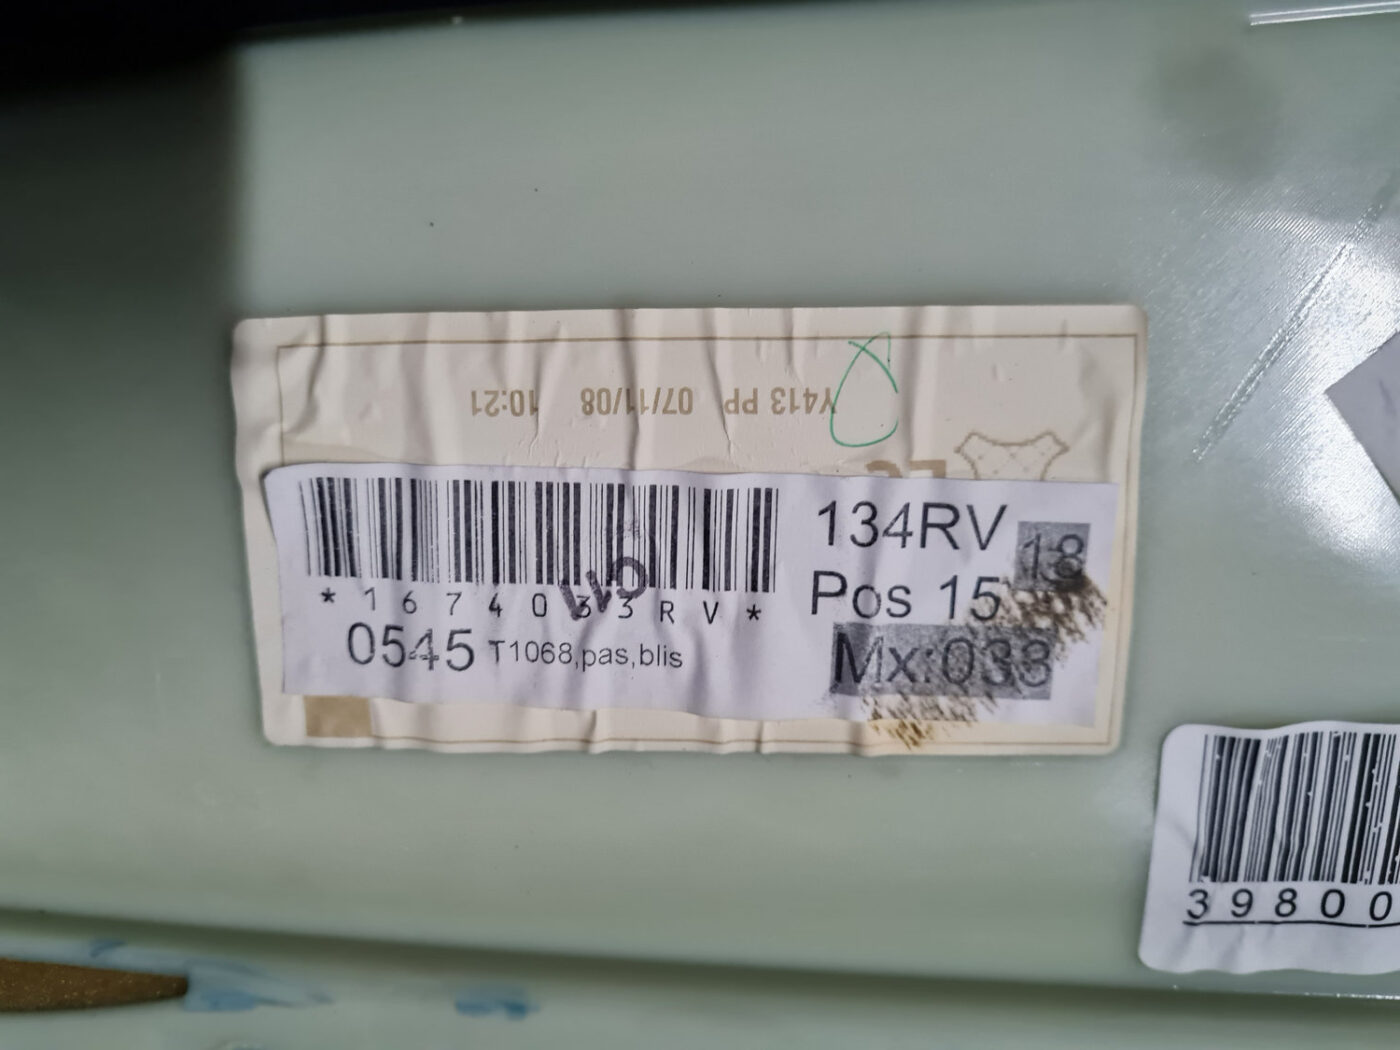 Y413 PP 07/11/08 10:21
134RV
18
*1674033RV*
Pos 15
0545 T1068,pas,blis
Mx:033
39800